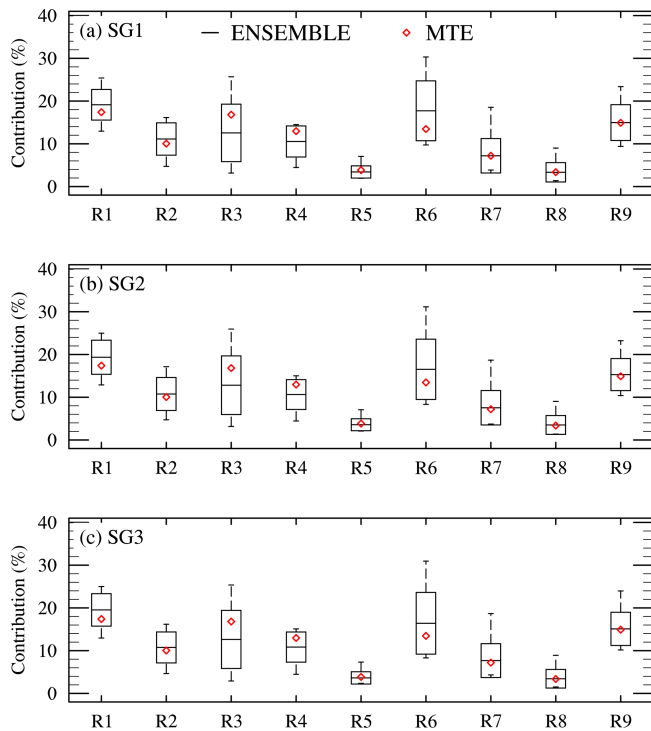 (a) SG1
ENSEMBLE
MTE
Contribution (%)
40
30
20
10
0
R1 R2 R3 R4 R5 R6 R7 R8 R9
(b) SG2
Contribution (%)
40
30
20
10
0
R1 R2 R3 R4 R5 R6 R7 R8 R9
(c) SG3
Contribution (%)
40
30
20
10
0
R1 R2 R3 R4 R5 R6 R7 R8 R9